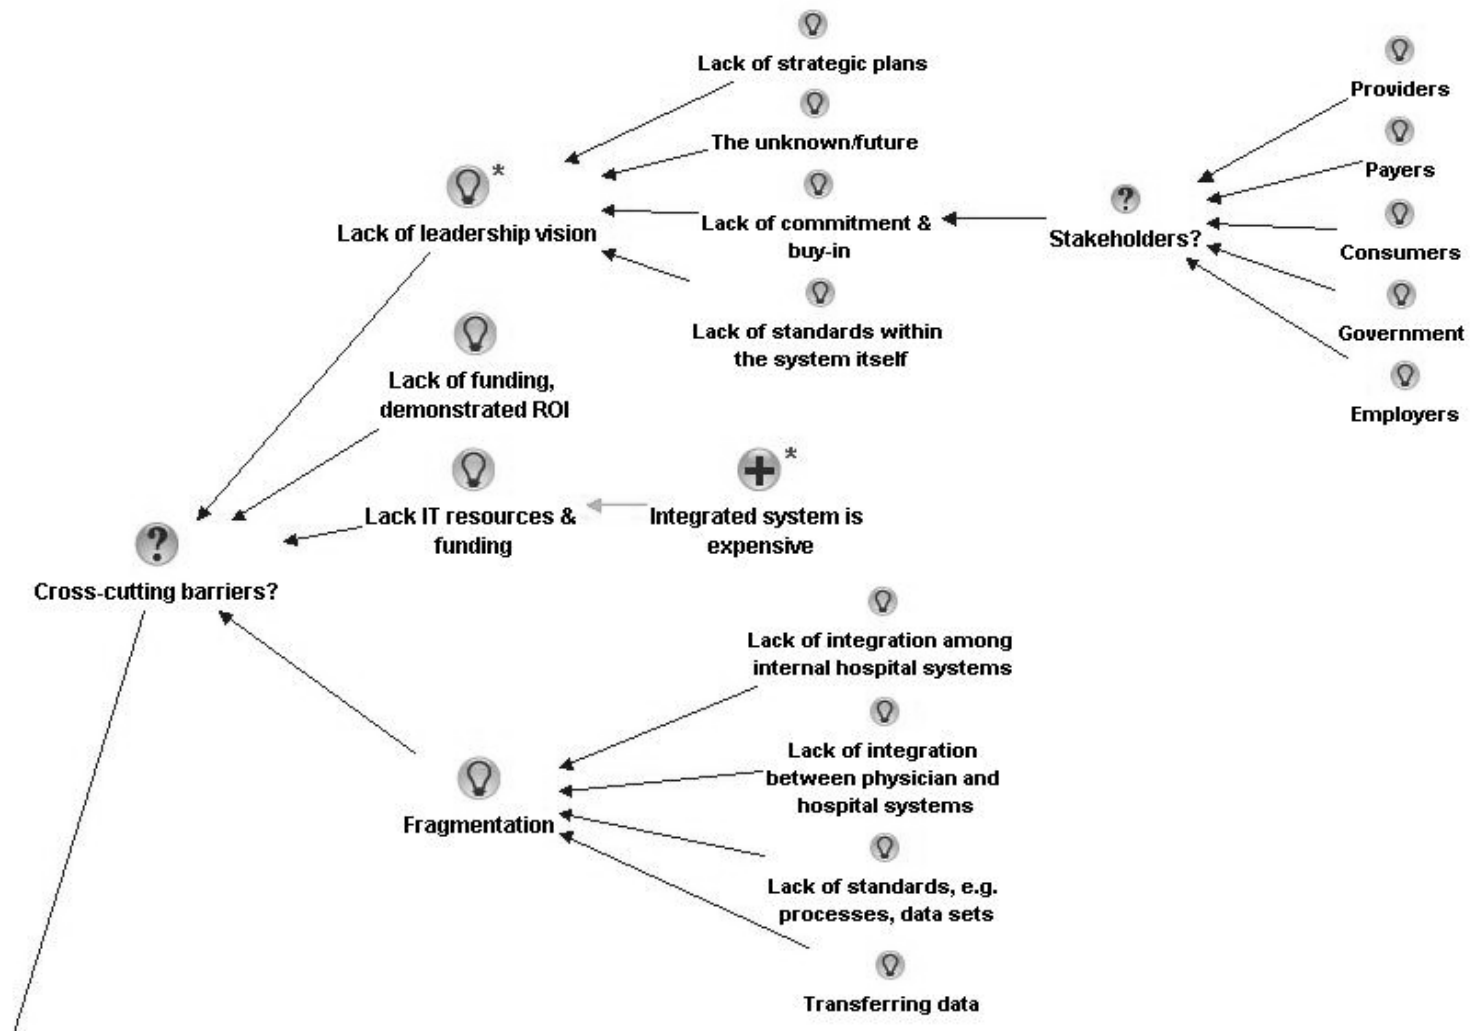 Lack of strategic plans
The unknown/future
Lack of commitment &
buy-in
Lack of standards within
the system itself
Stakeholders?
Providers
Payers
Consumers
Government
Employers
*
Lack of leadership vision
Lack of funding,
demonstrated ROI
Lack IT resources &
funding
*
Integrated system is
expensive
?
Cross-cutting barriers?
Lack of integration among
internal hospital systems
Lack of integration
between physician and
hospital systems
Lack of standards, e.g.
processes, data sets
Transferring data
Fragmentation